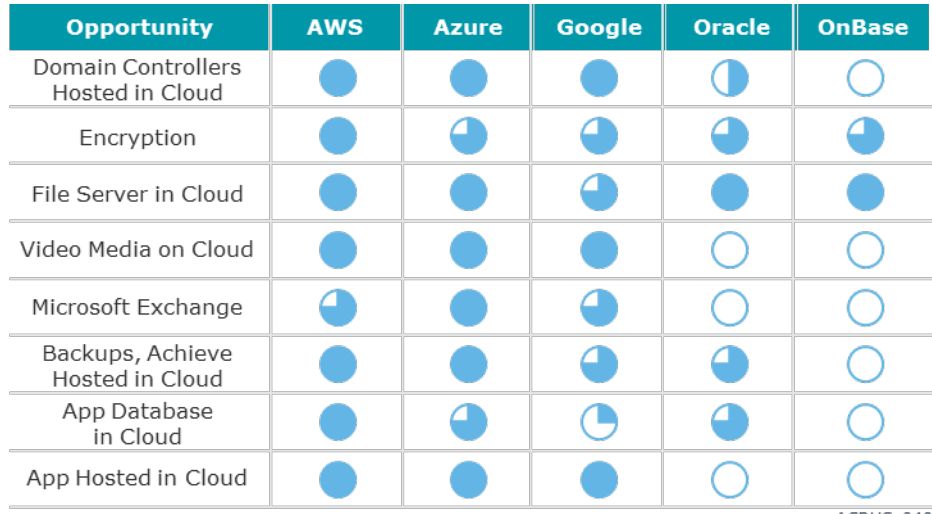 Opportunity AWS Azure Google Oracle OnBase
Domain Controllers
Hosted in Cloud
Encryption
File Server in Cloud
Video Media on Cloud
Microsoft Exchange
Backups, Achieve
Hosted in Cloud
App Database
in Cloud
App Hosted in Cloud